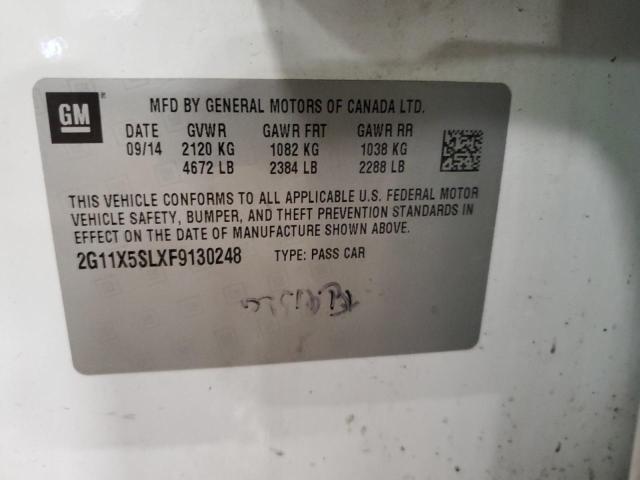 GM
MFD BY GENERAL MOTORS OF CANADA LTD.
DATE GVWR GAWR FRT GAWR RR
09/14 2120 KG 1082 KG 1038 KG
4672 LB 2384 LB 2288 LB
THIS VEHICLE CONFORMS TO ALL APPLICABLE U.S. FEDERAL MOTOR
VEHICLE SAFETY, BUMPER, AND THEFT PREVENTION STANDARDS IN
EFFECT ON THE DATE OF MANUFACTURE SHOWN ABOVE.
2G11X5SLXF9130248 TYPE: PASS CAR